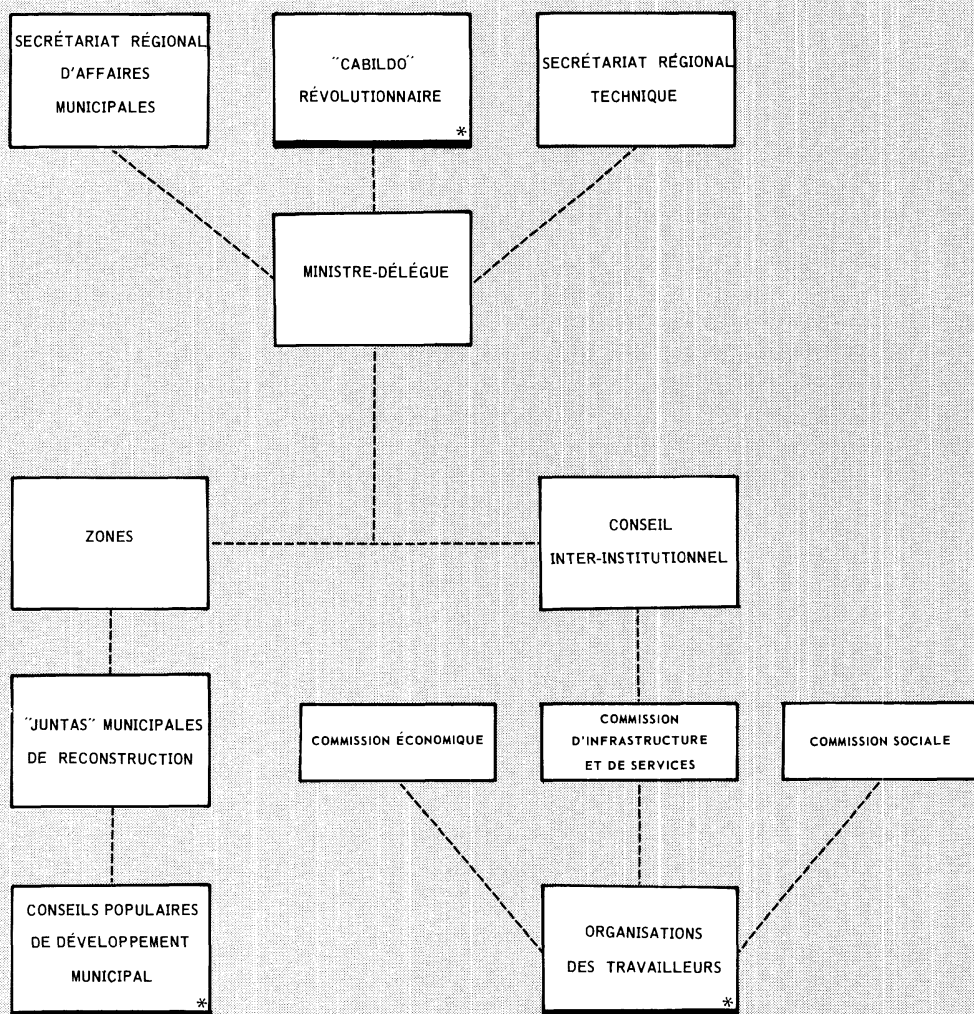 SECRÉTARIAT RÉGIONAL
D'AFFAIRES
MUNICIPALES
"CABILDO"
RÉVOLUTIONNAIRE
*
SECRÉTARIAT RÉGIONAL
TECHNIQUE
MINISTRE-DÉLÉGUE
ZONES
CONSEIL
INTER-INSTITUTIONNEL
"JUNTAS" MUNICIPALES
DE RECONSTRUCTION
COMMISSION ÉCONOMIQUE
COMMISSION
D'INFRASTRUCTURE
ET DE SERVICES
COMMISSION SOCIALE
CONSEILS POPULAIRES
DE DÉVELOPPEMENT
MUNICIPAL
*
ORGANISATIONS
DES TRAVAILLEURS
*